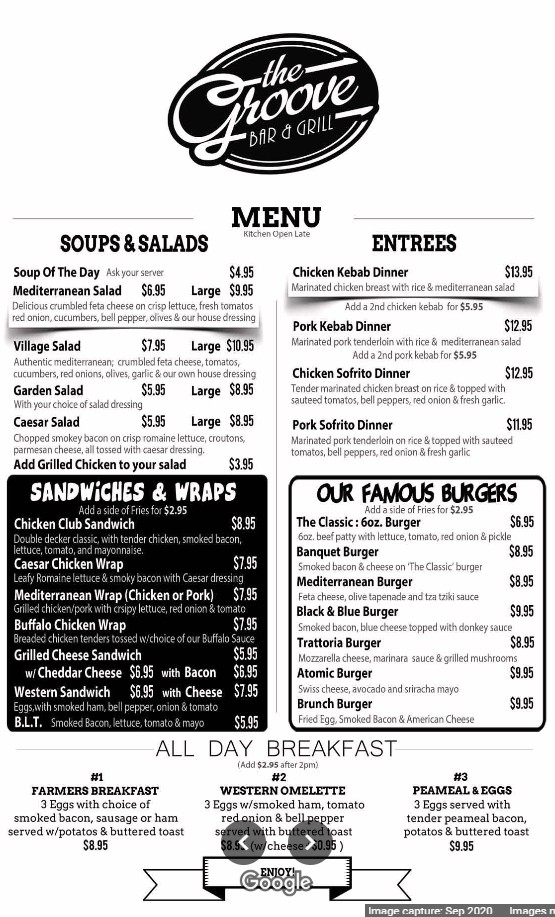 the
Groove
BAR & GRILL
MENU
Kitchen Open Late
SOUPS & SALADS
Soup Of The Day Ask your server $4.95
Mediterranean Salad $6.95 Large $9.95
Delicious crumbled feta cheese on crisp lettuce, fresh tomatos
red onion, cucumbers, bell pepper, olives & our house dressing
Village Salad $7.95 Large $10.95
Authentic mediterranean; crumbled feta cheese, tomatos,
cucumbers, red onions, olives, garlic & our own house dressing
Garden Salad $5.95 Large $8.95
With your choice of salad dressing
Caesar Salad $5.95 Large $8.95
Chopped smokey bacon on crisp romaine lettuce, croutons,
parmesan cheese, all tossed with caesar dressing.
Add Grilled Chicken to your salad $3.95
ENTREES
Chicken Kebab Dinner $13.95
Marinated chicken breast with rice & mediterranean salad
Add a 2nd chicken kebab for $5.95
Pork Kebab Dinner $12.95
Marinated pork tenderloin with rice & mediterranean salad
Add a 2nd pork kebab for $5.95
Chicken Sofrito Dinner $12.95
Tender marinated chicken breast on rice & topped with
sauteed tomatos, bell peppers, red onion & fresh garlic.
Pork Sofrito Dinner $11.95
Marinated pork tenderloin on rice & topped with sauteed
tomatos, bell peppers, red onion & fresh garlic
SANDWiCHES & WRAPS
Add a side of Fries for $2.95
Chicken Club Sandwich $8.95
Double decker classic, with tender chicken, smoked bacon,
lettuce, tomato, and mayonnaise.
Caesar Chicken Wrap $7.95
Leafy Romaine lettuce & smoky bacon with Caesar dressing
Mediterranean Wrap (Chicken or Pork) $7.95
Grilled chicken/pork with crsipy lettuce, red onion & tomato
Buffalo Chicken Wrap $7.95
Breaded chicken tenders tossed w/choice of our Buffalo Sauce
Grilled Cheese Sandwich $5.95
w/ Cheddar Cheese $6.95 with Bacon $6.95
Western Sandwich $6.95 with Cheese $7.95
Eggs,with smoked ham, bell pepper, onion & tomato
B.L.T. Smoked Bacon, lettuce, tomato & mayo $5.95
OUR FAMOUS BURGERS
Add a side of Fries for $2.95
The Classic : 6oz. Burger $6.95
6oz. beef patty with lettuce, tomato, red onion & pickle
Banquet Burger $8.95
Smoked bacon & cheese on 'The Classic' burger
Mediterranean Burger $8.95
Feta cheese, olive tapenade and tza tziki sauce
Black & Blue Burger $9.95
Smoked bacon, blue cheese topped with donkey sauce
Trattoria Burger $8.95
Mozzarella cheese, marinara sauce & grilled mushrooms
Atomic Burger $9.95
Swiss cheese, avocado and sriracha mayo
Brunch Burger $9.95
Fried Egg, Smoked Bacon & American Cheese
ALL DAY BREAKFAST
(Add $2.95 after 2pm)
#1
FARMERS BREAKFAST
3 Eggs with choice of
smoked bacon, sausage or ham
served w/potatos & buttered toast
$8.95
#2
WESTERN OMELETTE
3 Eggs w/smoked ham, tomato
red onion & bell pepper
served with buttered toast
$8.95 (w/cheese $0.95 )
#3
PEAMEAL & EGGS
3 Eggs served with
tender peameal bacon,
potatos & buttered toast
$9.95
ENJOY!
Google
Image capture: Sep 2020 Images